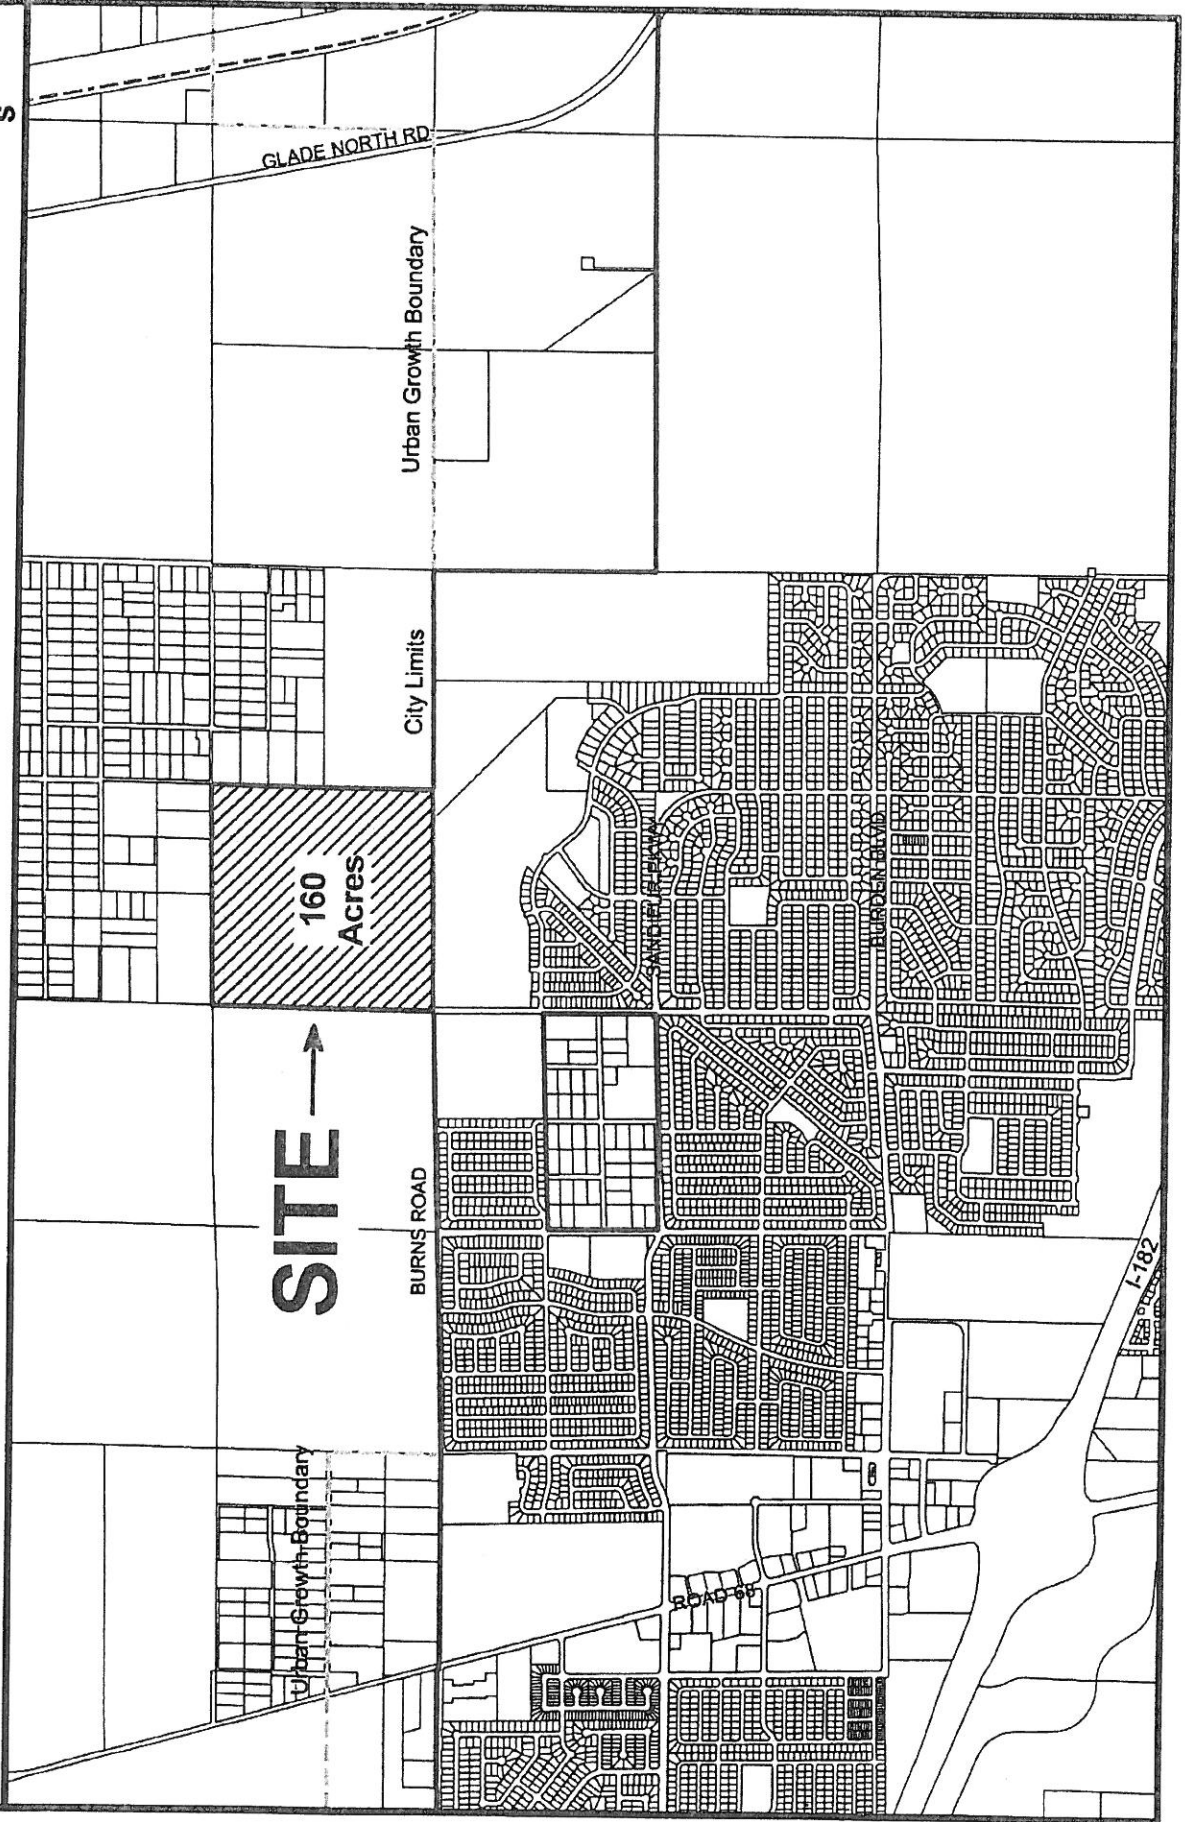 S
GLADE NORTH RD
Urban Growth Boundary
City Limits
160
Acres
SITE
BURNS ROAD
SANDIFUR PKWAY
BURDEN BLVD
I-182
Urban Growth Boundary
ROAD 68